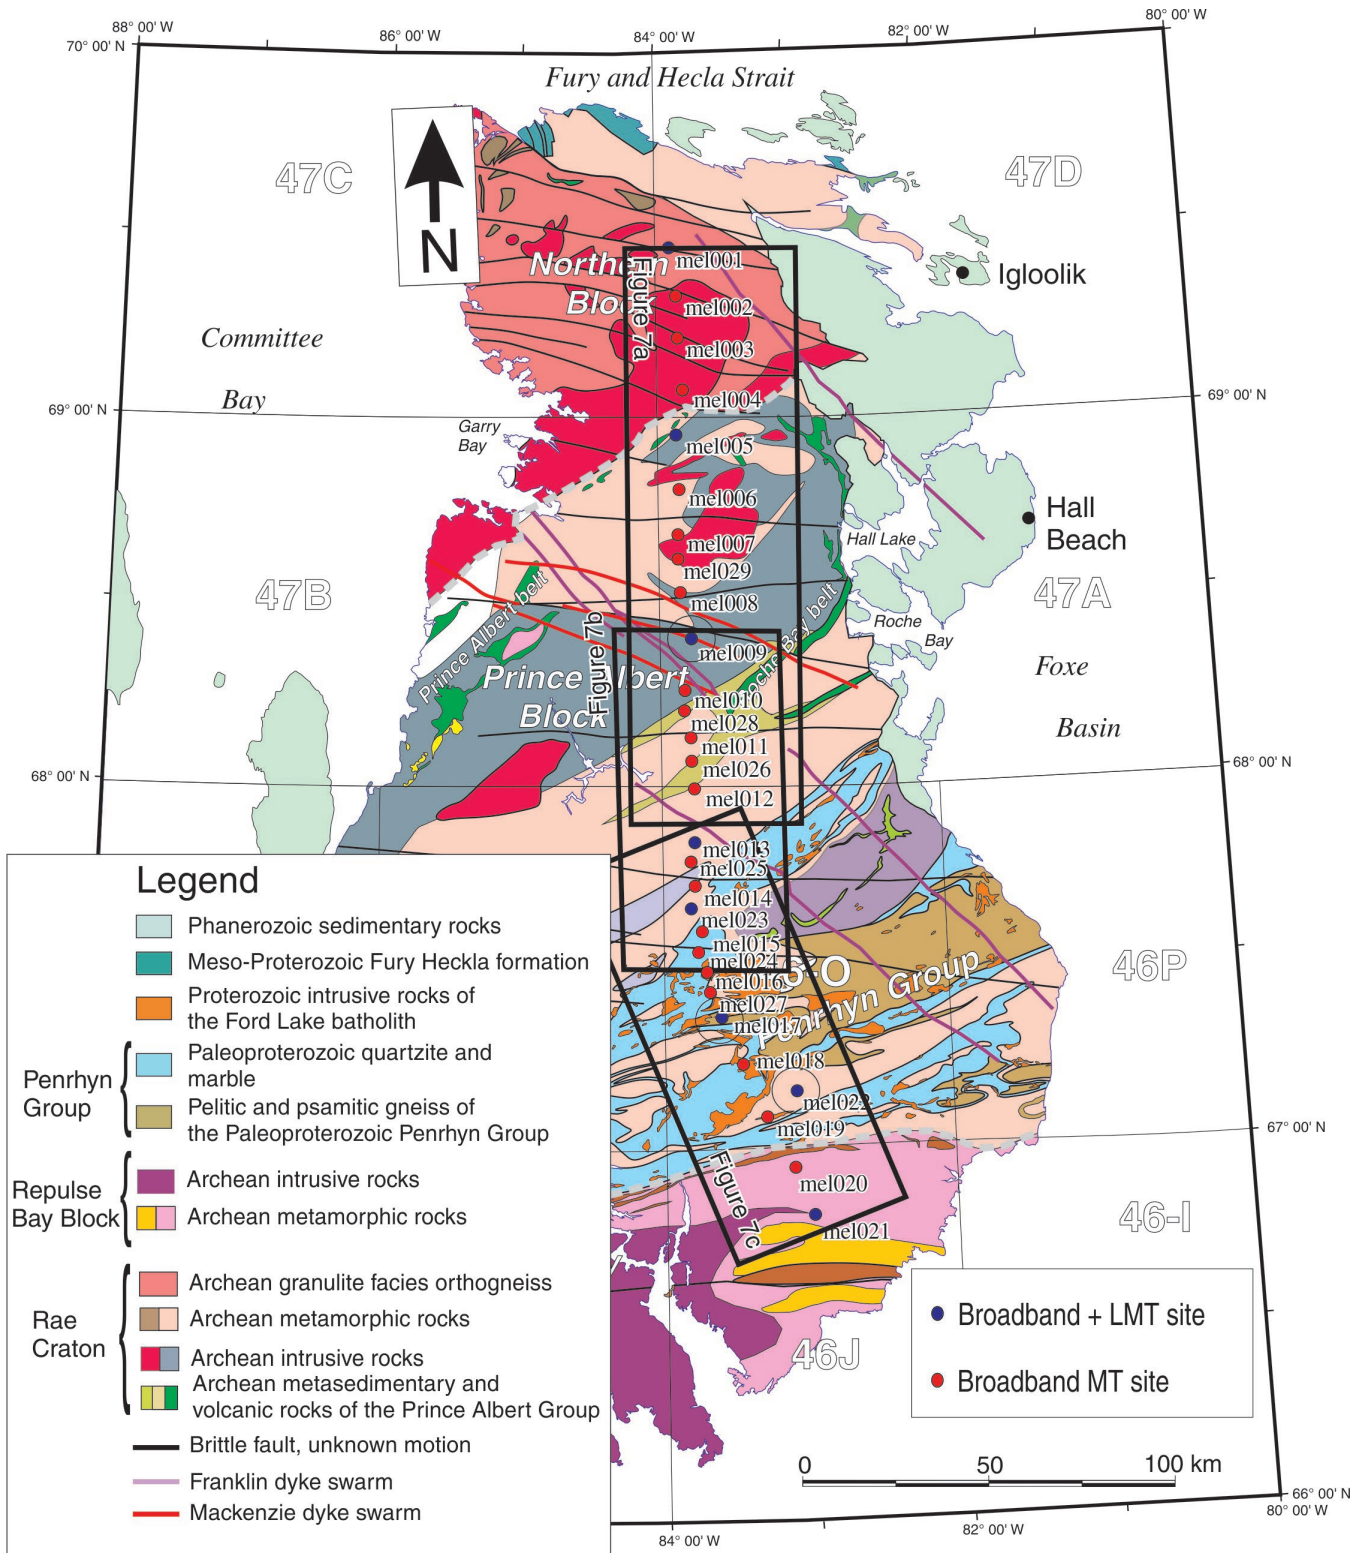 88° 00' W
80° 00' W
86° 00' W
84° 00' W
82° 00' W
70° 00' N
Fury and Hecla Strait
47C
47D
N
Northern
Block
Igloolik
Committee
Bay
Figure 7a
mel001
mel002
mel003
mel004
69° 00' N
69° 00' N
Garry
Bay
mel005
mel006
Hall
Beach
Hall Lake
mel007
mel029
47B
47A
mel008
Roche
Bay
Prince Albert belt
Roche Bay belt
Figure 7b
mel009
Foxe
Basin
Prince Albert
Block
mel010
mel028
mel011
mel026
68° 00' N
68° 00' N
mel012
mel013
mel025
mel014
mel023
mel015
mel024
mel016
46P
Penrhyn Group
mel027
mel017
mel018
mel022
mel019
67° 00' N
Figure 7c
mel020
mel021
46-I
46J
Legend
Phanerozoic sedimentary rocks
Meso-Proterozoic Fury Heckla formation
Proterozoic intrusive rocks of
the Ford Lake batholith
Penrhyn
Group
Paleoproterozoic quartzite and
marble
Pelitic and psamitic gneiss of
the Paleoproterozoic Penrhyn Group
Repulse
Bay Block
Archean intrusive rocks
Archean metamorphic rocks
Rae
Craton
Archean granulite facies orthogneiss
Archean metamorphic rocks
Archean intrusive rocks
Archean metasedimentary and
volcanic rocks of the Prince Albert Group
Brittle fault, unknown motion
Franklin dyke swarm
Mackenzie dyke swarm
Broadband + LMT site
Broadband MT site
0 50 100 km
66° 00' N
80° 00' W
84° 00' W
82° 00' W